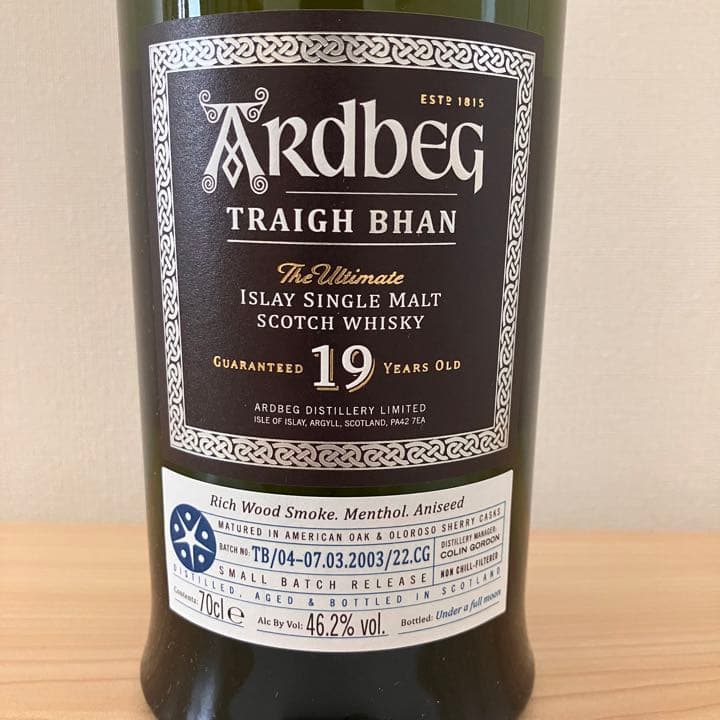 ESTD 1815
Ardbeg
TRAIGH BHAN
The Ultimate
ISLAY SINGLE MALT
SCOTCH WHISKY
GUARANTEED 19 YEARS OLD
ARDBEG DISTILLERY LIMITED
ISLE OF ISLAY, ARGYLL, SCOTLAND, PA42 7EA
Rich Wood Smoke. Menthol. Aniseed
MATURED IN AMERICAN OAK & OLOROSO SHERRY CASKS
BATCH NO: TB/04-07.03.2003/22.CG
DISTILLERY MANAGER:
COLIN GORDON
SMALL BATCH RELEASE
NON CHILL-FILTERED
DISTILLED, AGED & BOTTLED IN SCOTLAND
Contents: 70cl e
Alc By Vol: 46.2% vol.
Bottled: Under a full moon